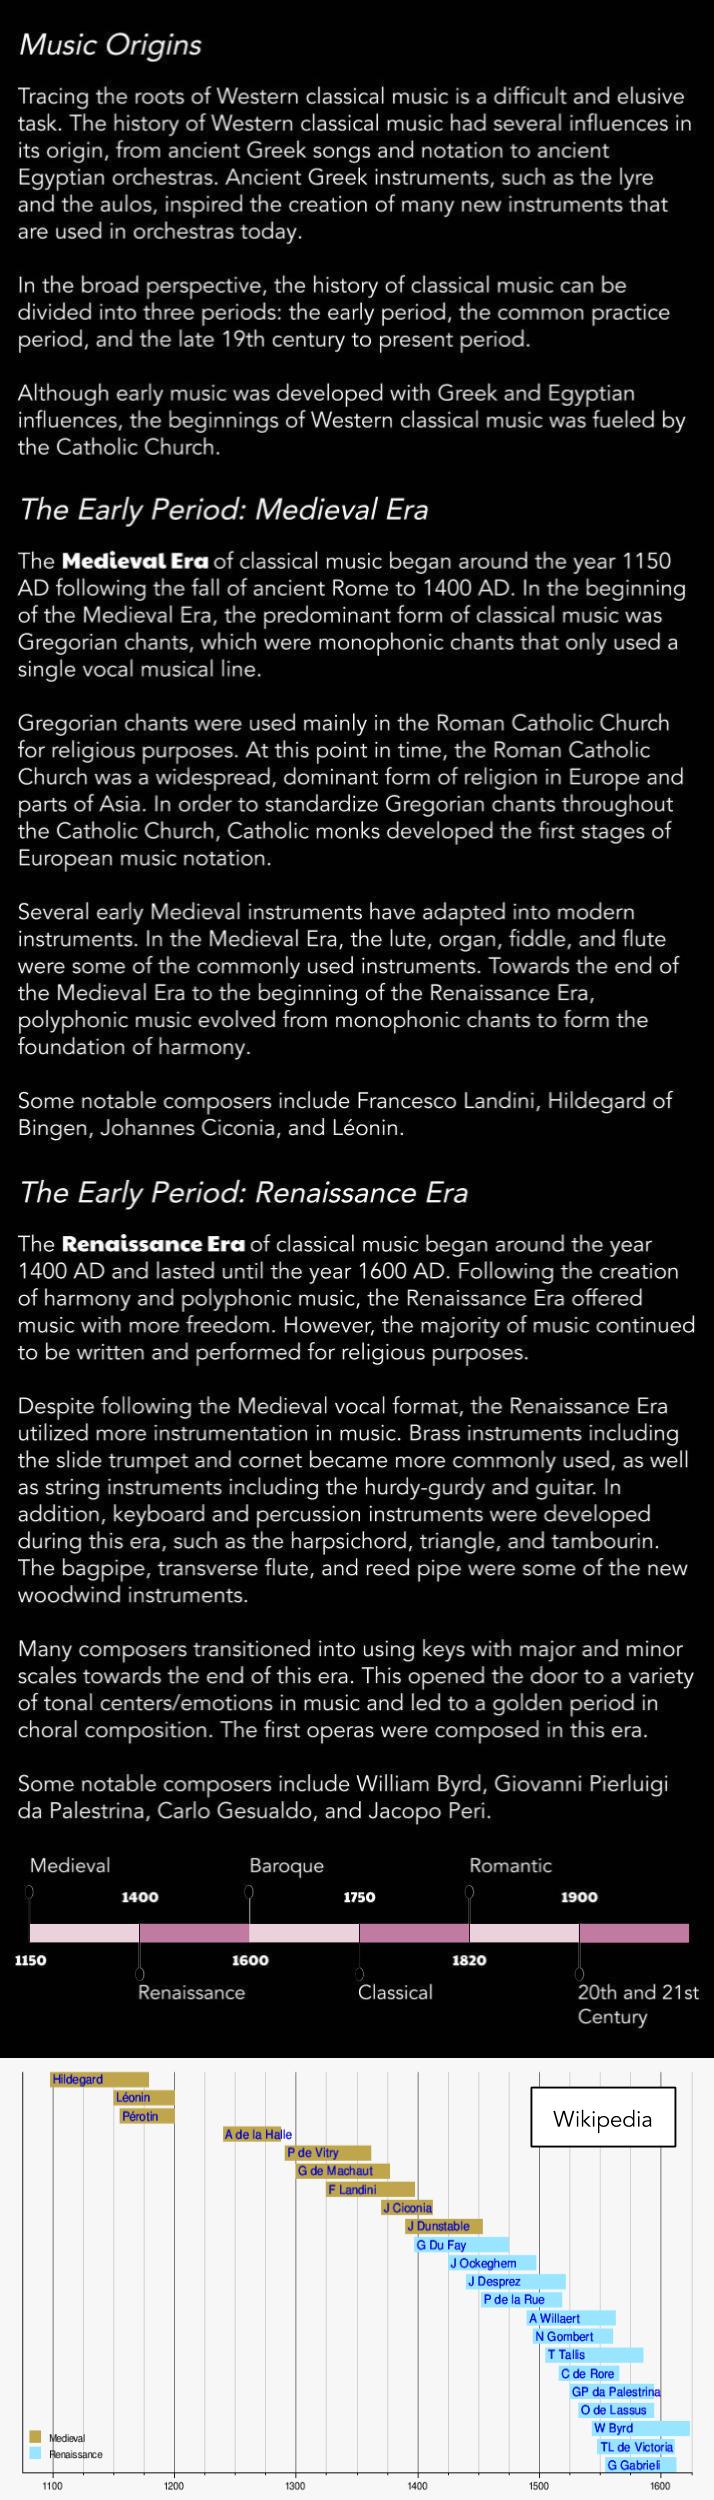 Music Origins
Tracing the roots of Western classical music is a difficult and elusive
task. The history of Western classical music had several influences in
its origin, from ancient Greek songs and notation to ancient
Egyptian orchestras. Ancient Greek instruments, such as the lyre
and the aulos, inspired the creation of many new instruments that
are used in orchestras today.
In the broad perspective, the history of classical music can be
divided into three periods: the early period, the common practice
period, and the late 19th century to present period.
Although early music was developed with Greek and Egyptian
influences, the beginnings of Western classical music was fueled by
the Catholic Church.
The Early Period: Medieval Era
The Medieval Era of classical music began around the year 1150
AD following the fall of ancient Rome to 1400 AD. In the beginning
of the Medieval Era, the predominant form of classical music was
Gregorian chants, which were monophonic chants that only used a
single vocal musical line.
Gregorian chants were used mainly in the Roman Catholic Church
for religious purposes. At this point in time, the Roman Catholic
Church was a widespread, dominant form of religion in Europe and
parts of Asia. In order to standardize Gregorian chants throughout
the Catholic Church, Catholic monks developed the first stages of
European music notation.
Several early Medieval instruments have adapted into modern
instruments. In the Medieval Era, the lute, organ, fiddle, and flute
were some of the commonly used instruments. Towards the end of
the Medieval Era to the beginning of the Renaissance Era,
polyphonic music evolved from monophonic chants to form the
foundation of harmony.
Some notable composers include Francesco Landini, Hildegard of
Bingen, Johannes Ciconia, and Léonin.
The Early Period: Renaissance Era
The Renaissance Era of classical music began around the year
1400 AD and lasted until the year 1600 AD. Following the creation
of harmony and polyphonic music, the Renaissance Era offered
music with more freedom. However, the majority of music continued
to be written and performed for religious purposes.
Despite following the Medieval vocal format, the Renaissance Era
utilized more instrumentation in music. Brass instruments including
the slide trumpet and cornet became more commonly used, as well
as string instruments including the hurdy-gurdy and guitar. In
addition, keyboard and percussion instruments were developed
during this era, such as the harpsichord, triangle, and tambourin.
The bagpipe, transverse flute, and reed pipe were some of the new
woodwind instruments.
Many composers transitioned into using keys with major and minor
scales towards the end of this era. This opened the door to a variety
of tonal centers/emotions in music and led to a golden period in
choral composition. The first operas were composed in this era.
Some notable composers include William Byrd, Giovanni Pierluigi
da Palestrina, Carlo Gesualdo, and Jacopo Peri.
Medieval Baroque Romantic
1400 1750 1900
1150 1600 1820
Renaissance Classical 20th and 21st
Century
Hildegard
Léonin
Pérotin
Wikipedia
A de la Halle
P de Vitry
G de Machaut
F Landini
J Ciconia
J Dunstable
G Du Fay
J Ockeghem
J Desprez
P de la Rue
A Willaert
N Gombert
T Tallis
C de Rore
GP da Palestrina
O de Lassus
W Byrd
TL de Victoria
G Gabrieli
Medieval
Renaissance
1100 1200 1300 1400 1500 1600